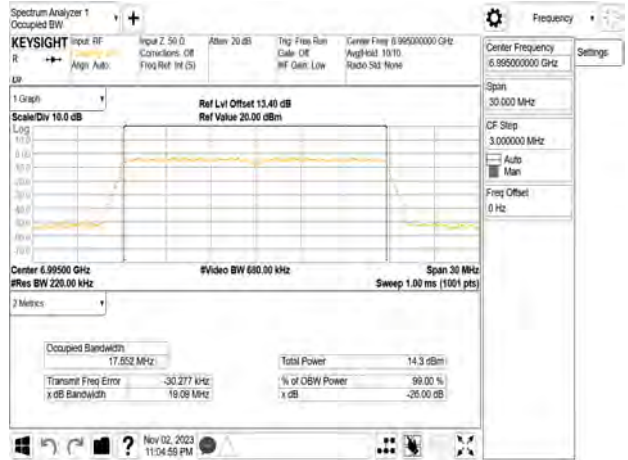 Spectrum Analyzer 1
Occupied BW
+
Frequency
KEYSIGHT Input: RF
R
Align: Auto
Input Z: 50 Ω
Corrections: Off
Freq Ref: Int (S)
Atten: 20 dB
Trig: Free Run
Gate: Off
#IF Gain: Low
Center Freq: 6.995000000 GHz
Avg|Hold: 10/10
Radio Std: None
Center Frequency
6.995000000 GHz
Settings
Span
30.000 MHz
CF Step
3.000000 MHz
Auto
Man
Freq Offset
0 Hz
1 Graph
Ref Lvl Offset 13.40 dB
Scale/Div 10.0 dB
Ref Value 20.00 dBm
Log
Center 6.99500 GHz
#Video BW 680.00 kHz
Span 30 MHz
#Res BW 220.00 kHz
Sweep 1.00 ms (1001 pts)
2 Metrics
Occupied Bandwidth
17.652 MHz
Total Power 14.3 dBm
Transmit Freq Error -30.277 kHz
% of OBW Power 99.00 %
x dB Bandwidth 19.09 MHz
x dB -26.00 dB
?
Nov 02, 2023
11:04:59 PM